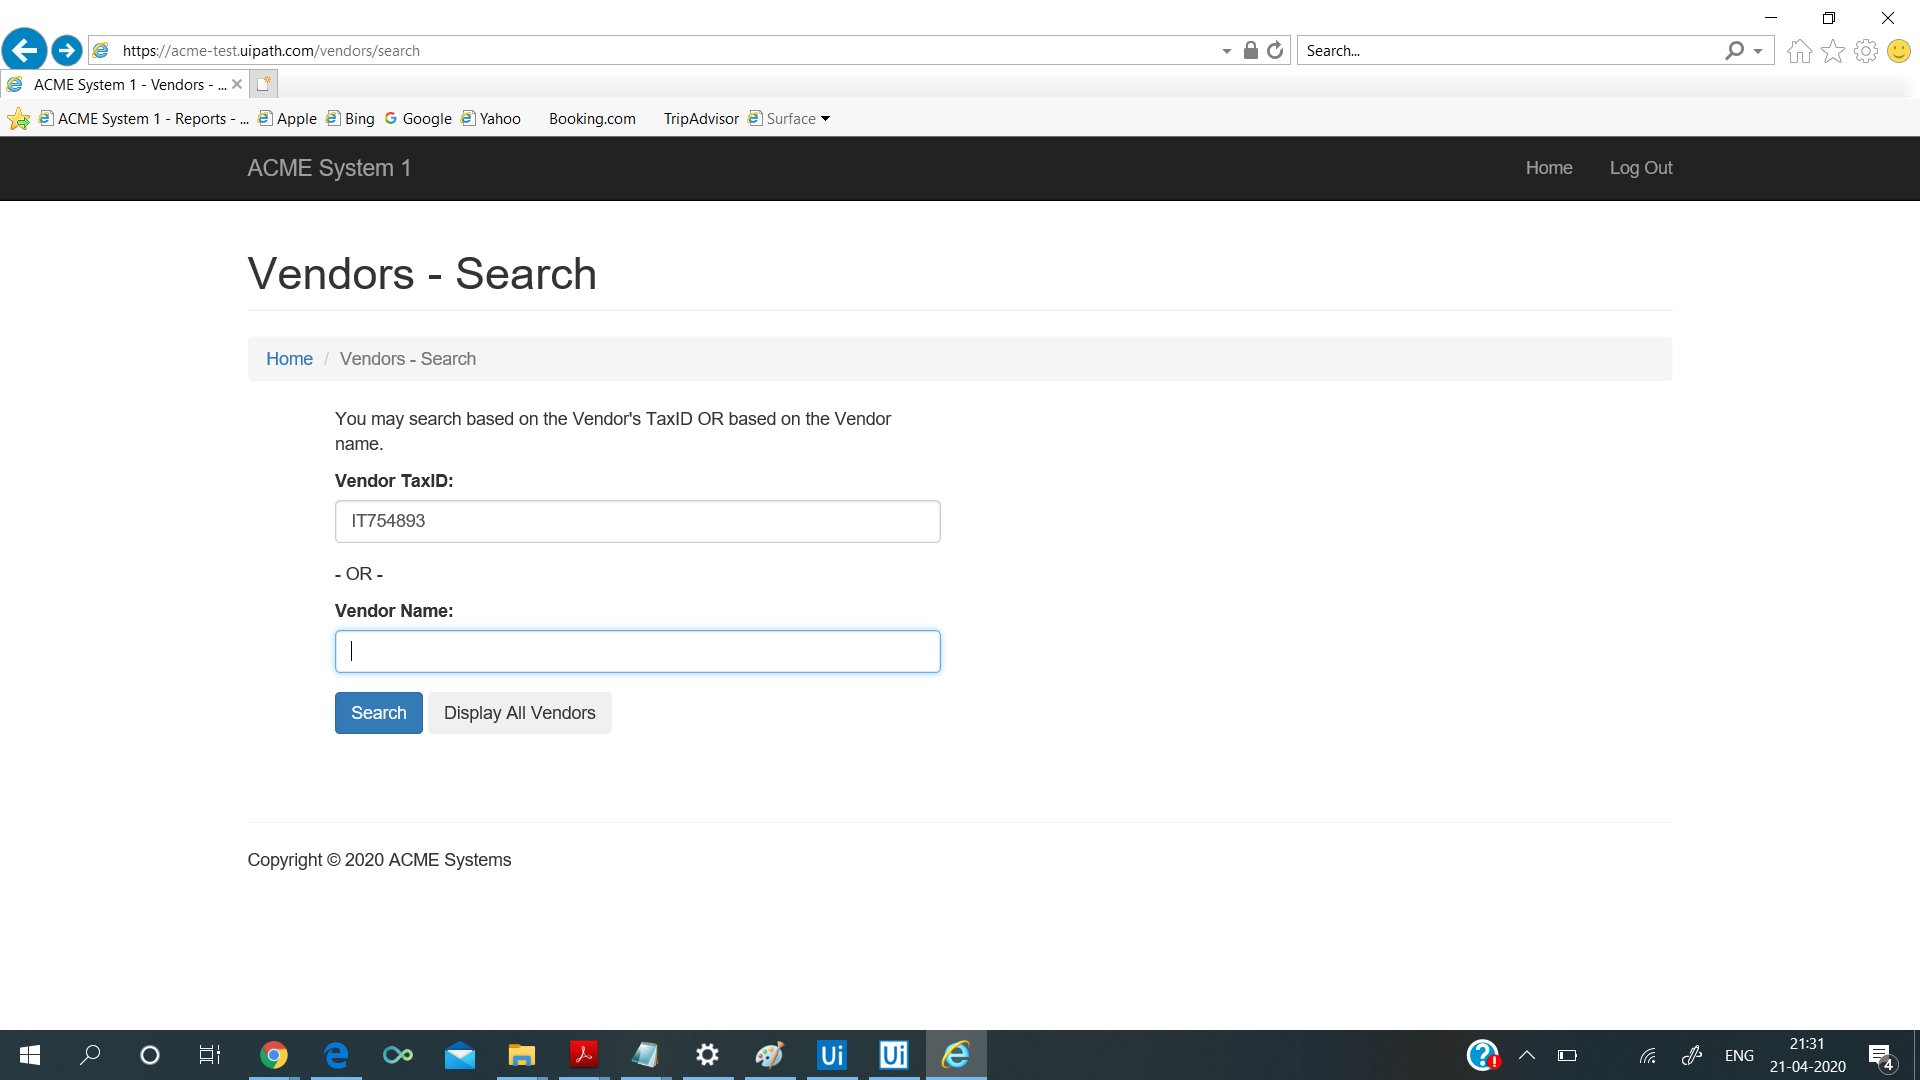 https://acme-test.uipath.com/vendors/search
Search...
ACME System 1 - Vendors - ...
ACME System 1 - Reports - ... Apple Bing G Google Yahoo Booking.com TripAdvisor Surface
ACME System 1 Home Log Out
Vendors - Search
Home / Vendors - Search
You may search based on the Vendor's TaxID OR based on the Vendor
name.
Vendor TaxID:
IT754893
- OR -
Vendor Name:
Search Display All Vendors
Copyright © 2020 ACME Systems
Ui Ui ENG 21:31
21-04-2020 4